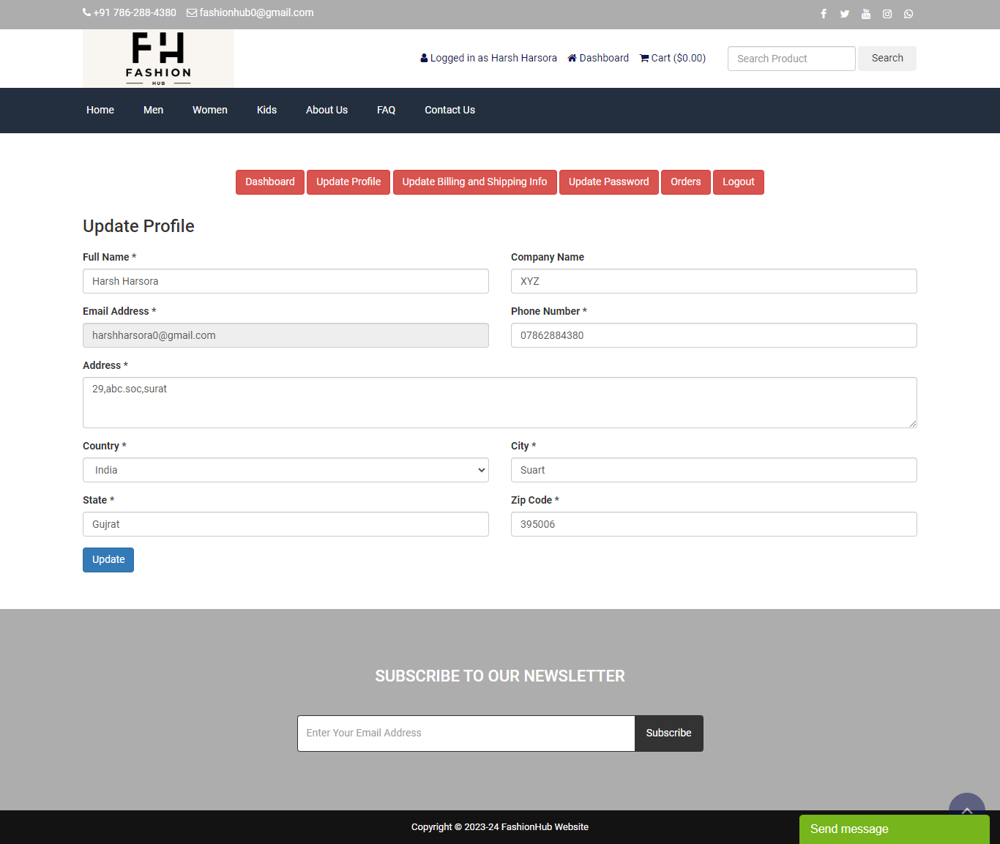 +91 786-288-4380 fashionhub0@gmail.com
FH
FASHION
HUB
Logged in as Harsh Harsora Dashboard Cart ($0.00) Search Product Search
Home Men Women Kids About Us FAQ Contact Us
Dashboard Update Profile Update Billing and Shipping Info Update Password Orders Logout
Update Profile
Full Name * Company Name
Harsh Harsora XYZ
Email Address * Phone Number *
harshharsora0@gmail.com 07862884380
Address *
29,abc.soc,surat
Country * City *
India Suart
State * Zip Code *
Gujrat 395006
Update
SUBSCRIBE TO OUR NEWSLETTER
Enter Your Email Address Subscribe
Copyright © 2023-24 FashionHub Website
Send message